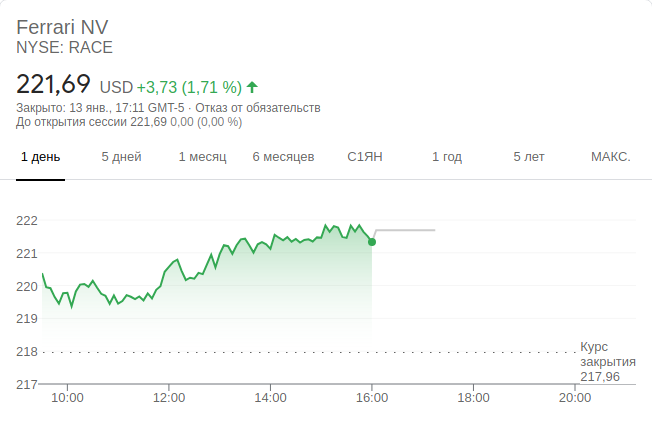 Ferrari NV
NYSE: RACE
221,69 USD +3,73 (1,71 %)
Закрыто: 13 янв., 17:11 GMT-5 · Отказ от обязательств
До открытия сессии 221,69 0,00 (0,00 %)
1 день 5 дней 1 месяц 6 месяцев С1ЯН 1 год 5 лет МАКС.
222
221
220
219
218
Курс
закрытия
217,96
217
10:00 12:00 14:00 16:00 18:00 20:00